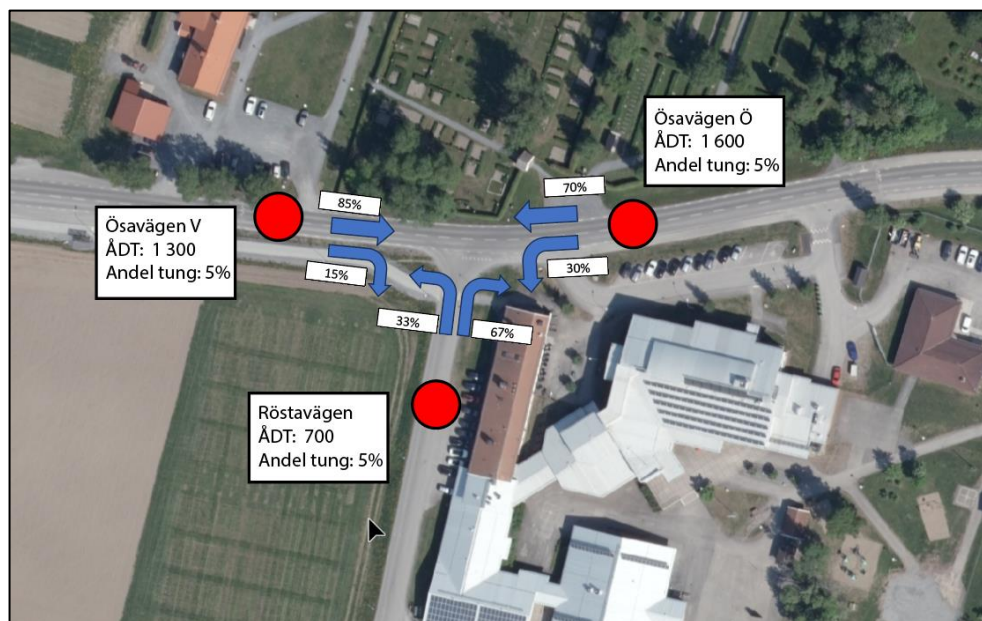 Ösavägen Ö
ÅDT: 1 600
Andel tung: 5%
70%
85%
Ösavägen V
ÅDT: 1 300
Andel tung: 5%
15%
30%
33%
67%
Röstavägen
ÅDT: 700
Andel tung: 5%